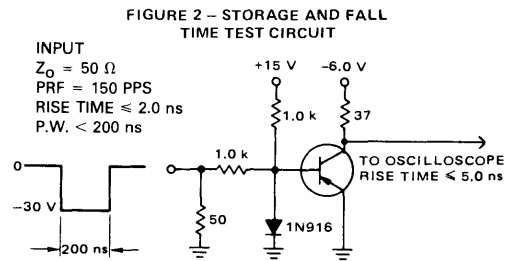 FIGURE 2 – STORAGE AND FALL
TIME TEST CIRCUIT
INPUT
Z₀ = 50 Ω
PRF = 150 PPS
RISE TIME ≤ 2.0 ns
P.W. < 200 ns
+15 V
-6.0 V
1.0 k
37
1.0 k
TO OSCILLOSCOPE
RISE TIME ≤ 5.0 ns
0
-30 V
200 ns
50
1N916